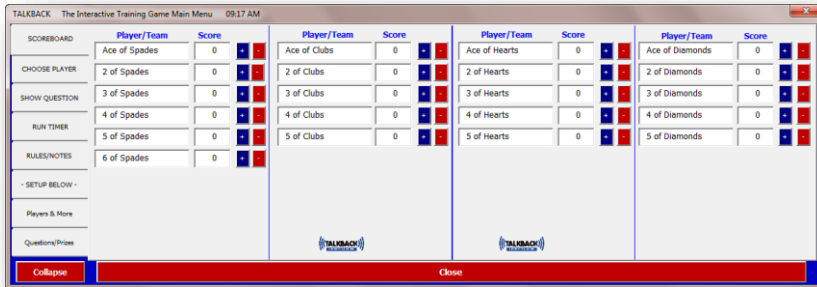 TALKBACK The Interactive Training Game Main Menu 09:17 AM
SCOREBOARD
CHOOSE PLAYER
SHOW QUESTION
RUN TIMER
RULES/NOTES
- SETUP BELOW -
Players & More
Questions/Prizes
Player/Team Score
Ace of Spades 0 + -
2 of Spades 0 + -
3 of Spades 0 + -
4 of Spades 0 + -
5 of Spades 0 + -
6 of Spades 0 + -
Player/Team Score
Ace of Clubs 0 + -
2 of Clubs 0 + -
3 of Clubs 0 + -
4 of Clubs 0 + -
5 of Clubs 0 + -
TALKBACK
Player/Team Score
Ace of Hearts 0 + -
2 of Hearts 0 + -
3 of Hearts 0 + -
4 of Hearts 0 + -
5 of Hearts 0 + -
TALKBACK
Player/Team Score
Ace of Diamonds 0 + -
2 of Diamonds 0 + -
3 of Diamonds 0 + -
4 of Diamonds 0 + -
5 of Diamonds 0 + -
Collapse
Close